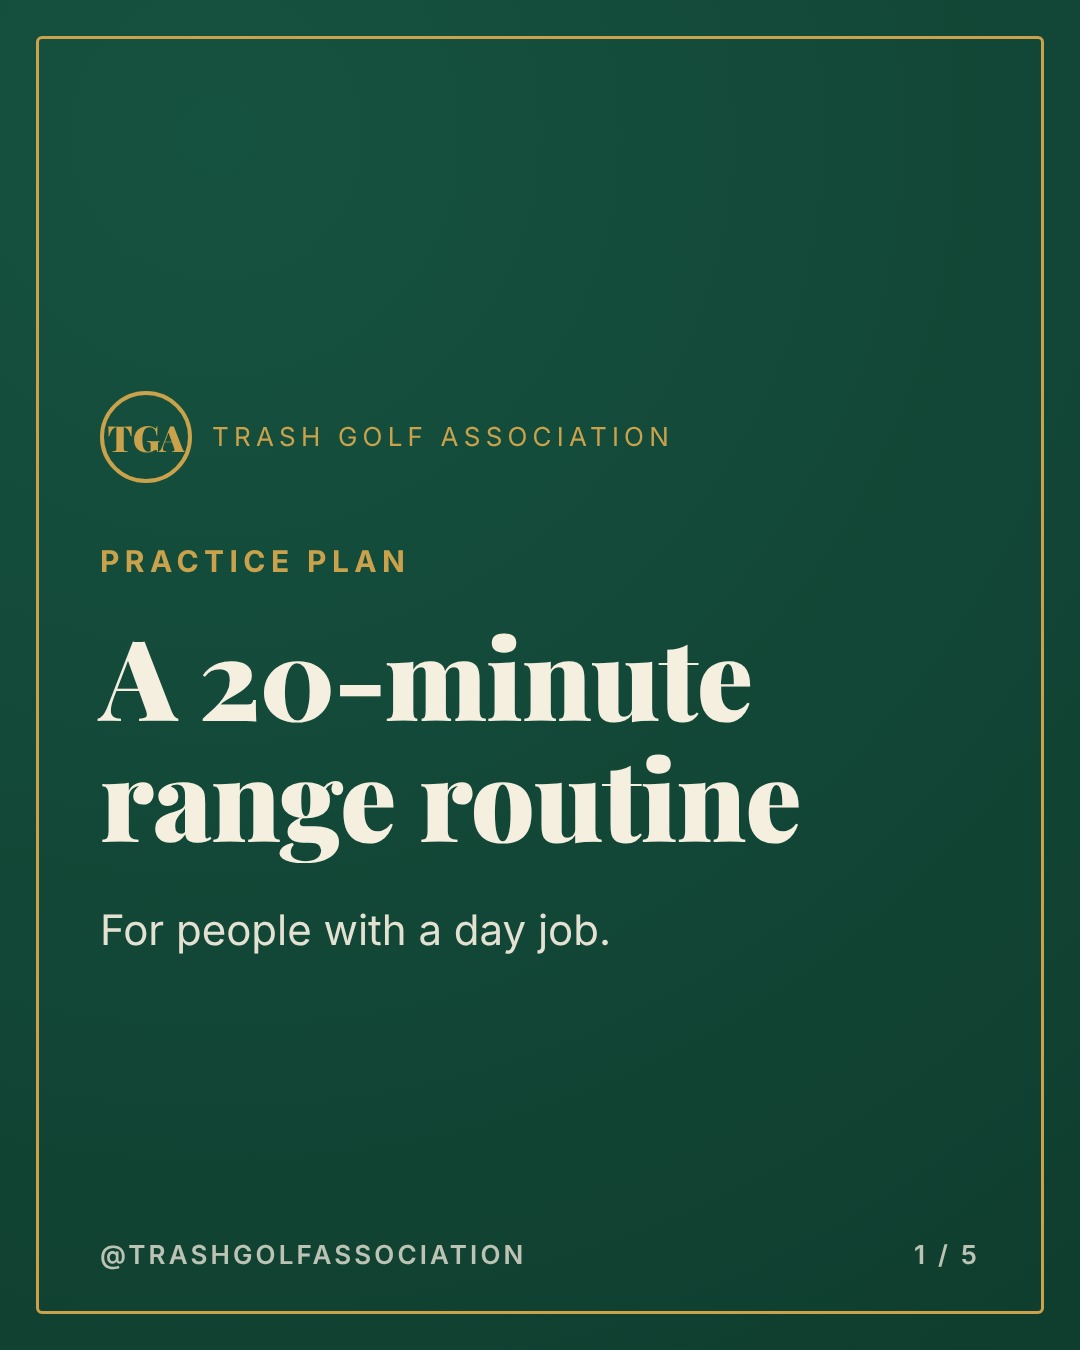 TGA TRASH GOLF ASSOCIATION
PRACTICE PLAN
A 20-minute
range routine
For people with a day job.
@TRASHGOLFASSOCIATION 1 / 5